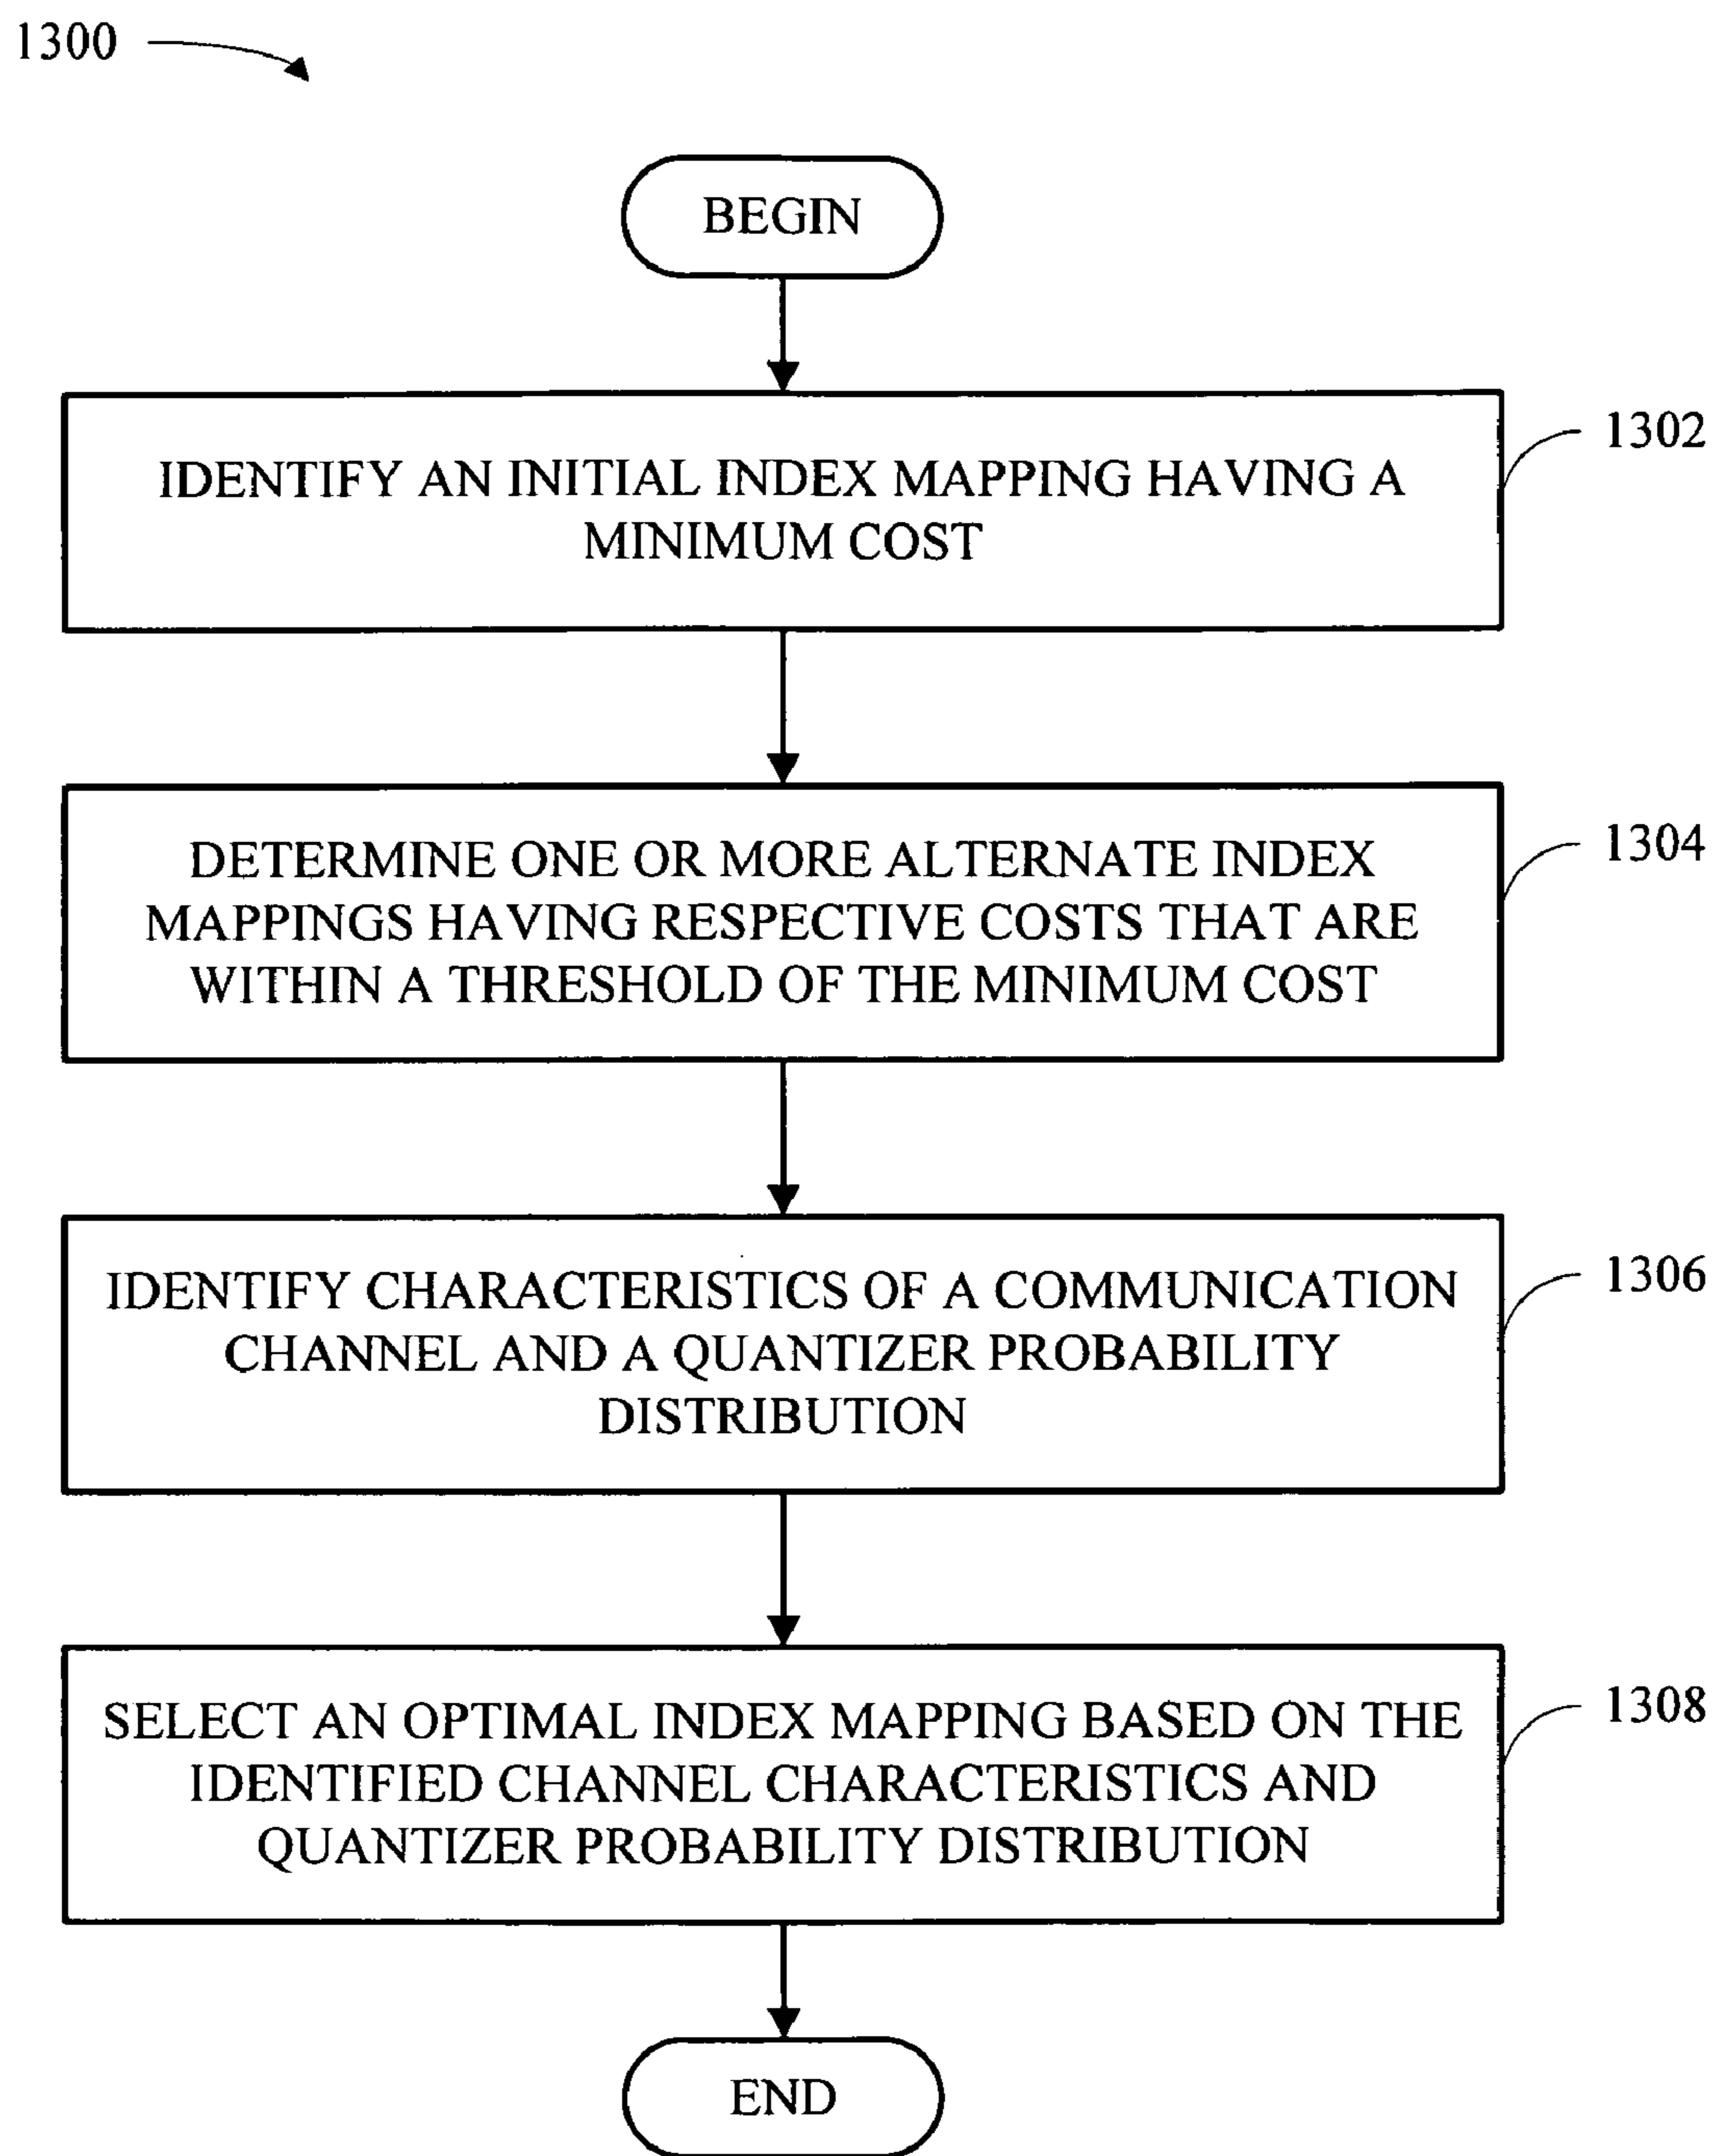 1300
BEGIN
IDENTIFY AN INITIAL INDEX MAPPING HAVING A
MINIMUM COST
1302
DETERMINE ONE OR MORE ALTERNATE INDEX
MAPPINGS HAVING RESPECTIVE COSTS THAT ARE
WITHIN A THRESHOLD OF THE MINIMUM COST
1304
IDENTIFY CHARACTERISTICS OF A COMMUNICATION
CHANNEL AND A QUANTIZER PROBABILITY
DISTRIBUTION
1306
SELECT AN OPTIMAL INDEX MAPPING BASED ON THE
IDENTIFIED CHANNEL CHARACTERISTICS AND
QUANTIZER PROBABILITY DISTRIBUTION
1308
END